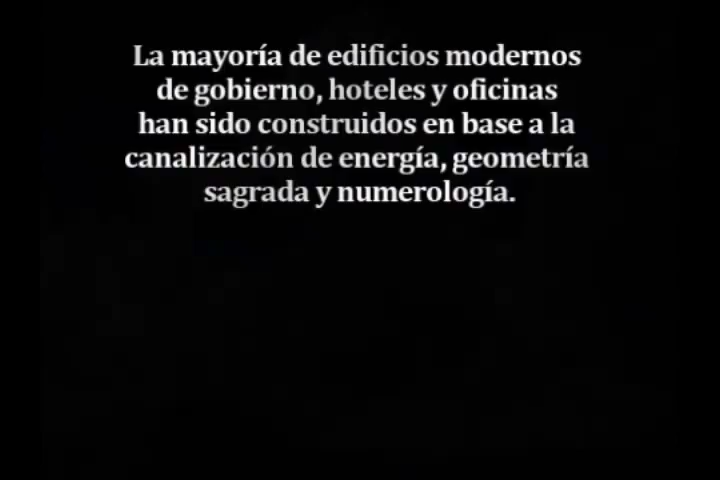 La mayoría de edificios modernos
de gobierno, hoteles y oficinas
han sido construidos en base a la
canalización de energía, geometría
sagrada y numerología.